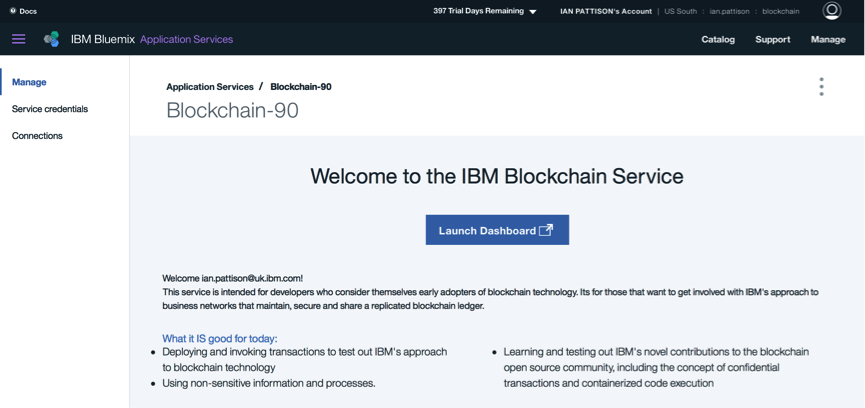 Docs
397 Trial Days Remaining
IAN PATTISON's Account | US South : ian.pattison : blockchain
IBM Bluemix Application Services
Catalog Support Manage
Manage
Service credentials
Connections
Application Services / Blockchain-90
Blockchain-90
Welcome to the IBM Blockchain Service
Launch Dashboard
Welcome ian.pattison@uk.ibm.com!
This service is intended for developers who consider themselves early adopters of blockchain technology. Its for those that want to get involved with IBM's approach to
business networks that maintain, secure and share a replicated blockchain ledger.
What it IS good for today:
• Deploying and invoking transactions to test out IBM's approach
to blockchain technology
• Using non-sensitive information and processes.
• Learning and testing out IBM's novel contributions to the blockchain
open source community, including the concept of confidential
transactions and containerized code execution